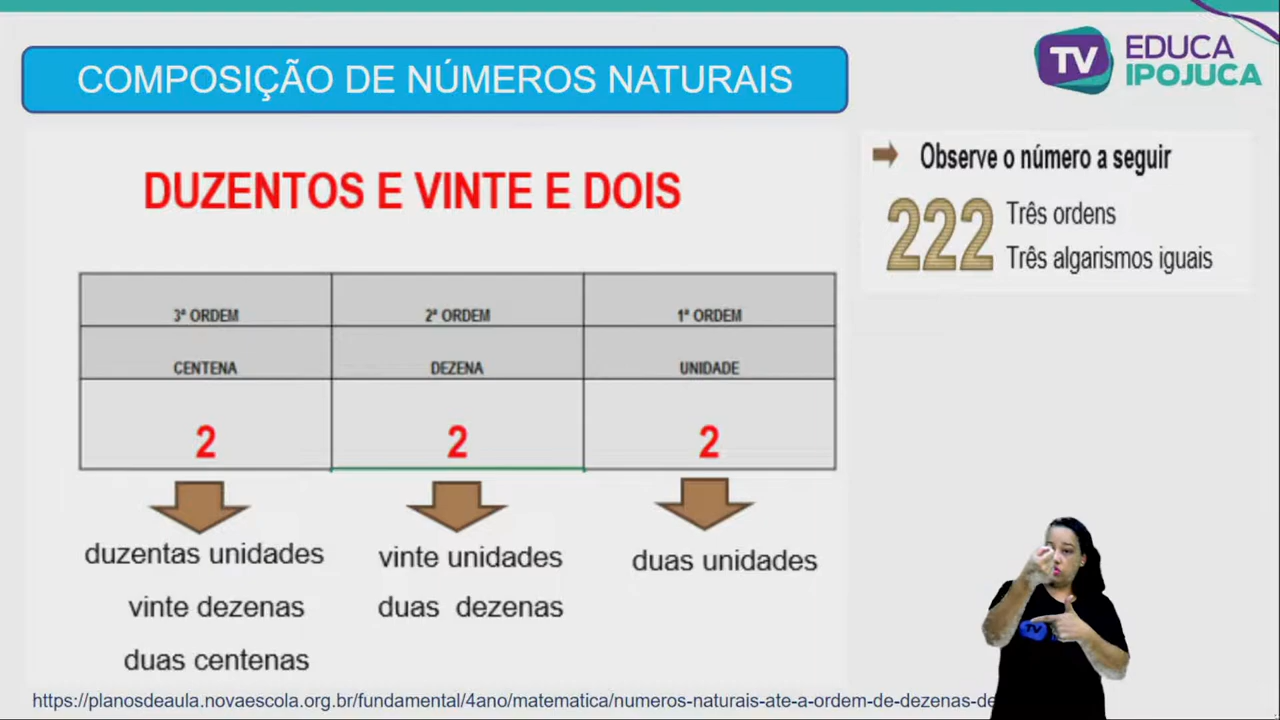 COMPOSIÇÃO DE NÚMEROS NATURAIS
TV EDUCA
IPOJUCA
DUZENTOS E VINTE E DOIS
Observe o número a seguir
222
Três ordens
Três algarismos iguais
3ª ORDEM 2ª ORDEM 1ª ORDEM
CENTENA DEZENA UNIDADE
2 2 2
duzentas unidades vinte unidades duas unidades
vinte dezenas duas dezenas
duas centenas
TV
https://planosdeaula.novaescola.org.br/fundamental/4ano/matematica/numeros-naturais-ate-a-ordem-de-dezenas-de